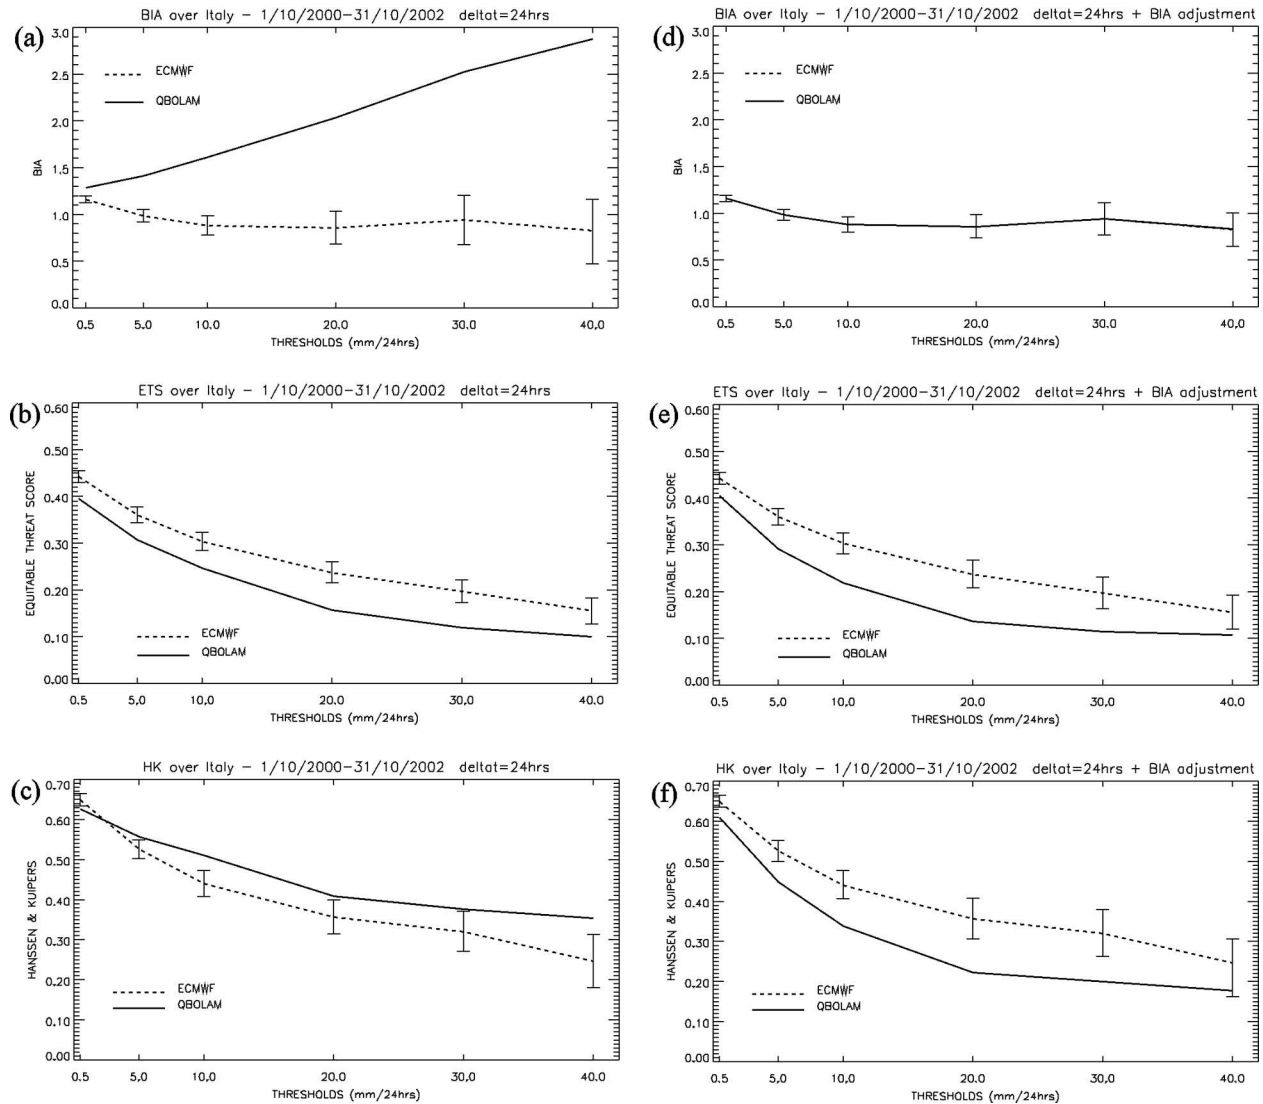 BIA over Italy – 1/10/2000–31/10/2002 deltat=24hrs
(a)
3.0
2.5
2.0
1.5
1.0
0.5
0.0
BIA
ECMWF
QBOLAM
0.5 5.0 10.0 20.0 30.0 40.0
THRESHOLDS (mm/24hrs)
ETS over Italy – 1/10/2000–31/10/2002 deltat=24hrs
(b)
0.60
0.50
0.40
0.30
0.20
0.10
0.00
EQUITABLE THREAT SCORE
ECMWF
QBOLAM
0.5 5.0 10.0 20.0 30.0 40.0
THRESHOLDS (mm/24hrs)
HK over Italy – 1/10/2000–31/10/2002 deltat=24hrs
(c)
0.70
0.60
0.50
0.40
0.30
0.20
0.10
0.00
HANSSEN & KUIPERS
ECMWF
QBOLAM
0.5 5.0 10.0 20.0 30.0 40.0
THRESHOLDS (mm/24hrs)
BIA over Italy – 1/10/2000–31/10/2002 deltat=24hrs + BIA adjustment
(d)
3.0
2.5
2.0
1.5
1.0
0.5
0.0
BIA
ECMWF
QBOLAM
0.5 5.0 10.0 20.0 30.0 40.0
THRESHOLDS (mm/24hrs)
ETS over Italy – 1/10/2000–31/10/2002 deltat=24hrs + BIA adjustment
(e)
0.60
0.50
0.40
0.30
0.20
0.10
0.00
EQUITABLE THREAT SCORE
ECMWF
QBOLAM
0.5 5.0 10.0 20.0 30.0 40.0
THRESHOLDS (mm/24hrs)
HK over Italy – 1/10/2000–31/10/2002 deltat=24hrs + BIA adjustment
(f)
0.70
0.60
0.50
0.40
0.30
0.20
0.10
0.00
HANSSEN & KUIPERS
ECMWF
QBOLAM
0.5 5.0 10.0 20.0 30.0 40.0
THRESHOLDS (mm/24hrs)